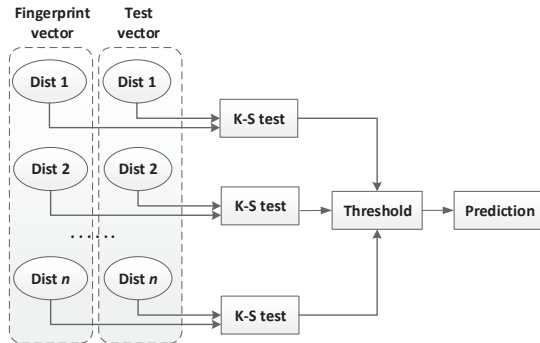 Fingerprint vector
Test vector
Dist 1
Dist 1
K-S test
Dist 2
Dist 2
K-S test
Threshold
Prediction
......
Dist n
Dist n
K-S test